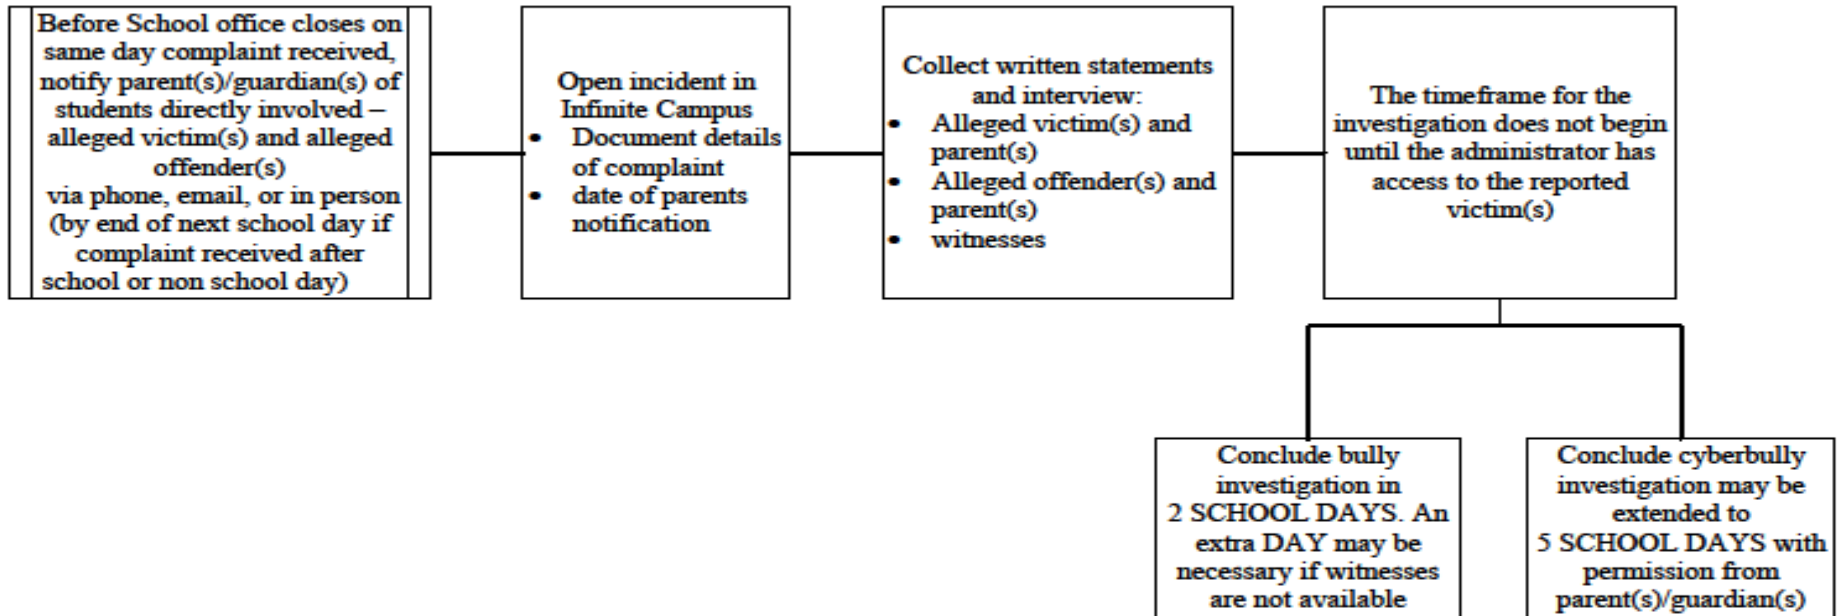 Before School office closes on
same day complaint received,
notify parent(s)/guardian(s) of
students directly involved –
alleged victim(s) and alleged
offender(s)
via phone, email, or in person
(by end of next school day if
complaint received after
school or non school day)
Open incident in
Infinite Campus
• Document details
of complaint
• date of parents
notification
Collect written statements
and interview:
• Alleged victim(s) and
parent(s)
• Alleged offender(s) and
parent(s)
• witnesses
The timeframe for the
investigation does not begin
until the administrator has
access to the reported
victim(s)
Conclude bully
investigation in
2 SCHOOL DAYS. An
extra DAY may be
necessary if witnesses
are not available
Conclude cyberbully
investigation may be
extended to
5 SCHOOL DAYS with
permission from
parent(s)/guardian(s)